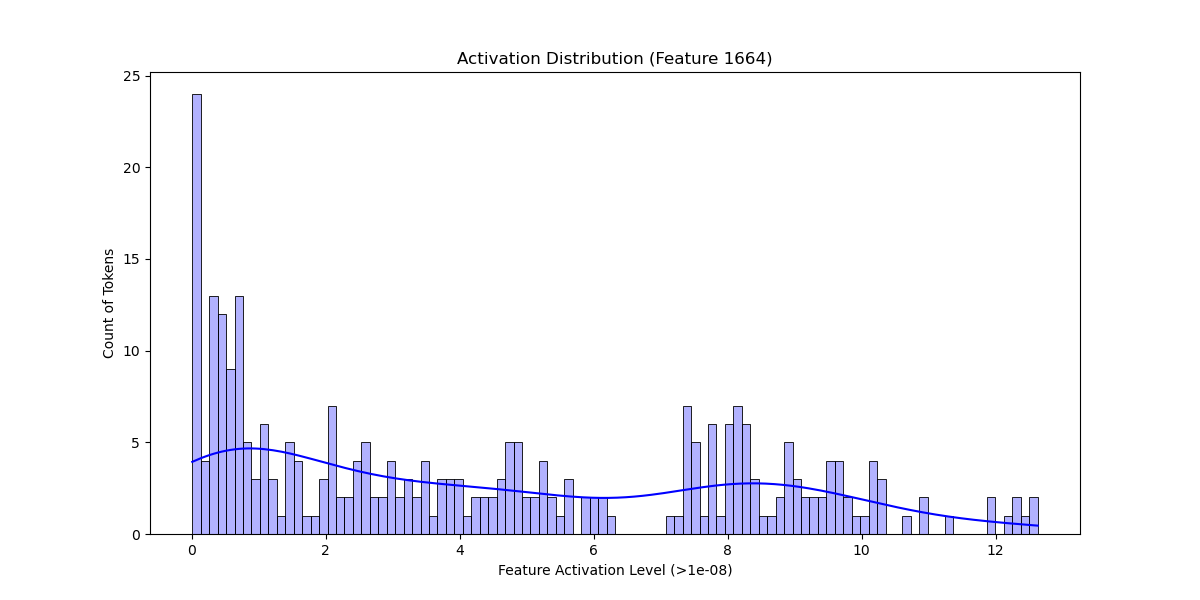 Activation Distribution (Feature 1664)
25
20
15
10
5
0
Count of Tokens
0 2 4 6 8 10 12
Feature Activation Level (>1e-08)